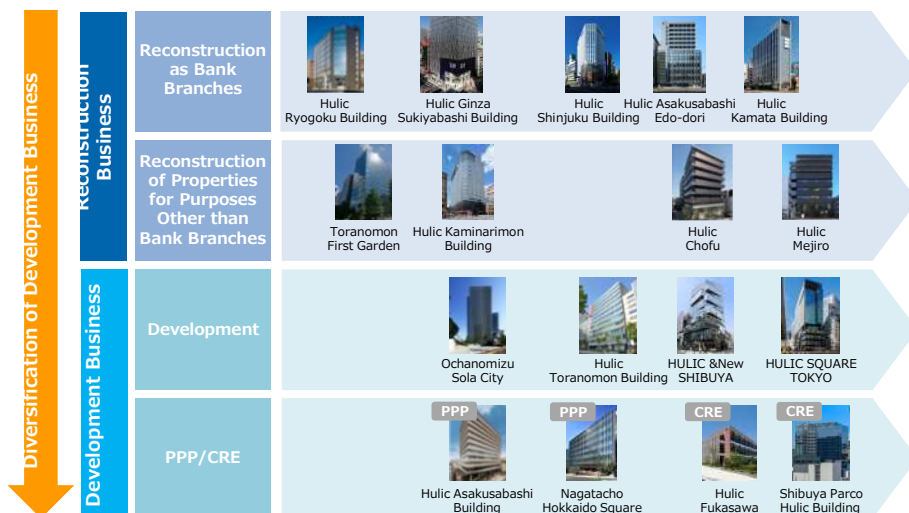 Diversification of Development Business
Reconstruction
Business
Reconstruction
as Bank
Branches
Hulic
Ryogoku Building
Hulic Ginza
Sukiyabashi Building
Hulic
Shinjuku Building
Hulic Asakusabashi
Edo-dori
Hulic
Kamata Building
Reconstruction
of Properties
for Purposes
Other than
Bank Branches
Toranomon
First Garden
Hulic Kaminarimon
Building
Hulic
Chofu
Hulic
Mejiro
Development Business
Development
Ochanomizu
Sola City
Hulic
Toranomon Building
HULIC &New
SHIBUYA
HULIC SQUARE
TOKYO
PPP/CRE
PPP
Hulic Asakusabashi
Building
PPP
Nagatacho
Hokkaido Square
CRE
Hulic
Fukasawa
CRE
Shibuya Parco
Hulic Building